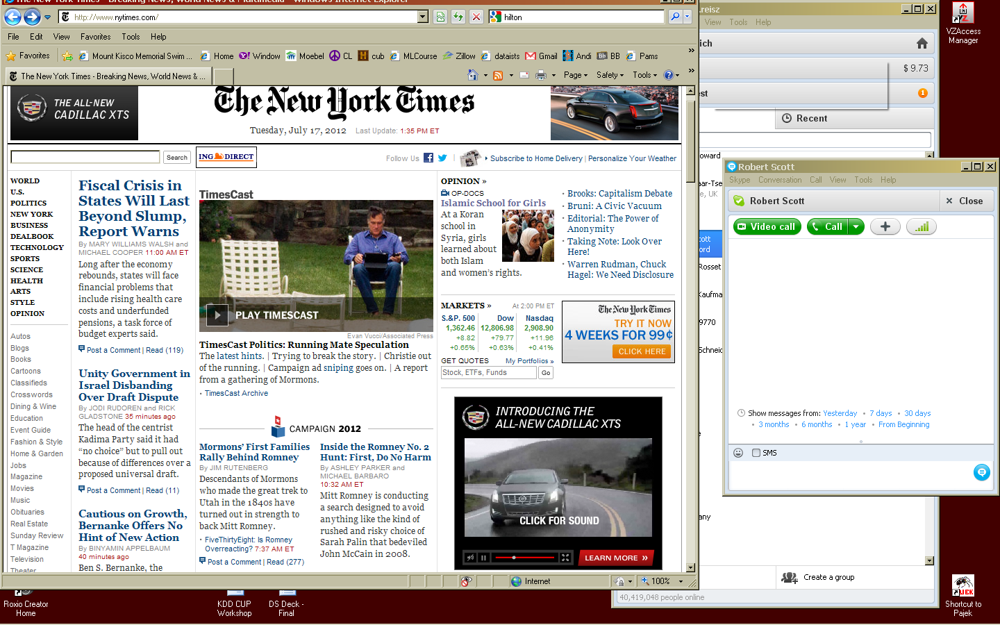 The New York Times - Breaking News, World News & Multimedia - Windows Internet Explorer
http://www.nytimes.com/
hilton
File Edit View Favorites Tools Help
Favorites Mount Kisco Memorial Swim ... Home Window Moebel CL cub MLCourse Zillow dataists Gmail Andi BB Pams
The New York Times - Breaking News, World News & ...
Page Safety Tools
THE ALL-NEW
CADILLAC XTS
The New York Times
Tuesday, July 17, 2012 Last Update: 1:35 PM ET
Search
ING DIRECT
Follow Us
Subscribe to Home Delivery | Personalize Your Weather
WORLD
U.S.
POLITICS
NEW YORK
BUSINESS
DEALBOOK
TECHNOLOGY
SPORTS
SCIENCE
HEALTH
ARTS
STYLE
OPINION
Autos
Blogs
Books
Cartoons
Classifieds
Crosswords
Dining & Wine
Education
Event Guide
Fashion & Style
Home & Garden
Jobs
Magazine
Movies
Music
Obituaries
Real Estate
Sunday Review
T Magazine
Television
Theater
Fiscal Crisis in
States Will Last
Beyond Slump,
Report Warns
By MARY WILLIAMS WALSH and
MICHAEL COOPER 11:00 AM ET
Long after the economy
rebounds, states will face
financial problems that
include rising health care
costs and underfunded
pensions, a task force of
budget experts said.
Post a Comment | Read (119)
Unity Government in
Israel Disbanding
Over Draft Dispute
By JODI RUDOREN and RICK
GLADSTONE 35 minutes ago
The head of the centrist
Kadima Party said it had
“no choice” but to pull out
because of differences over a
proposed universal draft.
Post a Comment | Read (11)
Cautious on Growth,
Bernanke Offers No
Hint of New Action
By BINYAMIN APPELBAUM
40 minutes ago
Ben S. Bernanke, the
TimesCast
PLAY TIMESCAST
Evan Vucci/Associated Press
TimesCast Politics: Running Mate Speculation
The latest hints. | Trying to break the story. | Christie out
of the running. | Campaign ad sniping goes on. | A report
from a gathering of Mormons.
• TimesCast Archive
CAMPAIGN 2012
Mormons’ First Families
Rally Behind Romney
By JIM RUTENBERG
Descendants of Mormons
who made the great trek to
Utah in the 1840s have
turned out in strength to
back Mitt Romney.
• FiveThirtyEight: Is Romney
Overreacting? 7:37 AM ET
Post a Comment | Read (277)
Inside the Romney No. 2
Hunt: First, Do No Harm
By ASHLEY PARKER and
MICHAEL BARBARO
10:32 AM ET
Mitt Romney is conducting
a search designed to avoid
anything like the kind of
rushed and risky choice of
Sarah Palin that bedeviled
John McCain in 2008.
OPINION »
OP-DOCS
Islamic School for Girls
At a Koran
school in
Syria, girls
learned about
both Islam
and women’s rights.
• Brooks: Capitalism Debate
• Bruni: A Civic Vacuum
• Editorial: The Power of
Anonymity
• Taking Note: Look Over
Here!
• Warren Rudman, Chuck
Hagel: We Need Disclosure
MARKETS » At 2:00 PM ET
S.&P. 500 Dow Nasdaq
1,362.46 12,806.98 2,908.90
+8.82 +79.77 +11.96
+0.65% +0.63% +0.41%
GET QUOTES My Portfolios »
Stock, ETFs, Funds Go
The New York Times
TRY IT NOW
4 WEEKS FOR 99¢
CLICK HERE
INTRODUCING THE
ALL-NEW CADILLAC XTS
CLICK FOR SOUND
LEARN MORE »
Internet
100%
.reisz
View Tools Help
ich
$ 9.73
est
1
Recent
oward
aar-Tse
e, UK
cott
ord
Rosset
Kaufma
9770
Schneid
any
Create a group
40,419,048 people online
Robert Scott
Skype Conversation Call View Tools Help
Robert Scott
Close
Video call Call
Show messages from: Yesterday • 7 days • 30 days
• 3 months • 6 months • 1 year • From Beginning
SMS
VZAccess
Manager
Roxio Creator
Home
KDD CUP
Workshop
DS Deck -
Final
Shortcut to
Pajek